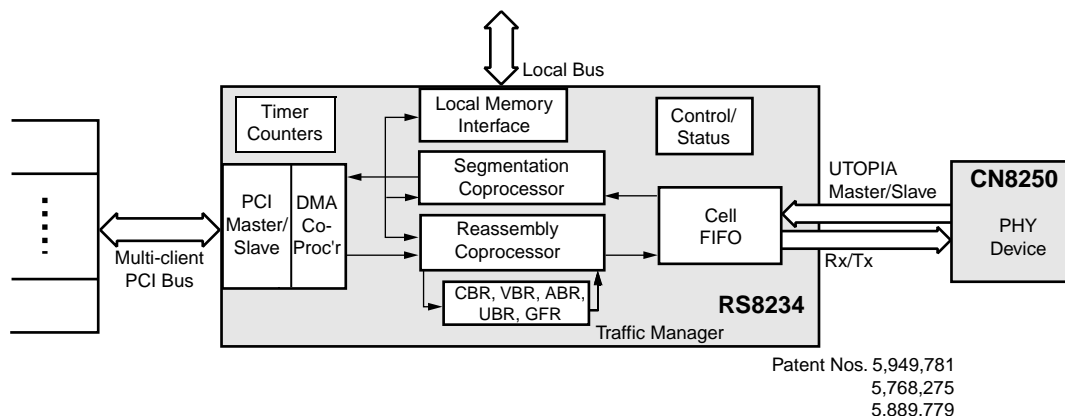 Local Bus
Timer
Counters
Local Memory
Interface
Control/
Status
Segmentation
Coprocessor
PCI
Master/
Slave
DMA
Co-
Proc'r
Reassembly
Coprocessor
Cell
FIFO
CBR, VBR, ABR,
UBR, GFR
RS8234
Traffic Manager
Multi-client
PCI Bus
UTOPIA
Master/Slave
Rx/Tx
CN8250
PHY
Device
Patent Nos. 5,949,781
5,768,275
5,889,779